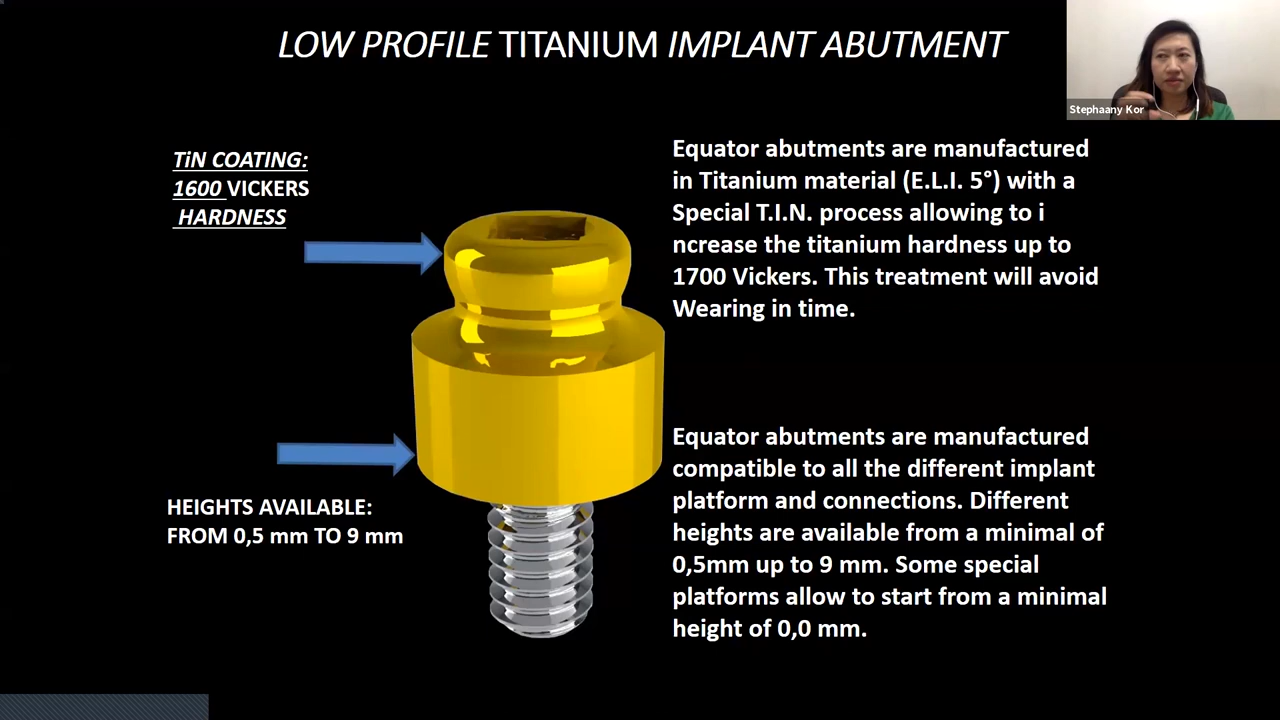 LOW PROFILE TITANIUM IMPLANT ABUTMENT
Stephaany Kor
TiN COATING:
1600 VICKERS
HARDNESS
Equator abutments are manufactured
in Titanium material (E.L.I. 5°) with a
Special T.I.N. process allowing to i
ncrease the titanium hardness up to
1700 Vickers. This treatment will avoid
Wearing in time.
HEIGHTS AVAILABLE:
FROM 0,5 mm TO 9 mm
Equator abutments are manufactured
compatible to all the different implant
platform and connections. Different
heights are available from a minimal of
0,5mm up to 9 mm. Some special
platforms allow to start from a minimal
height of 0,0 mm.